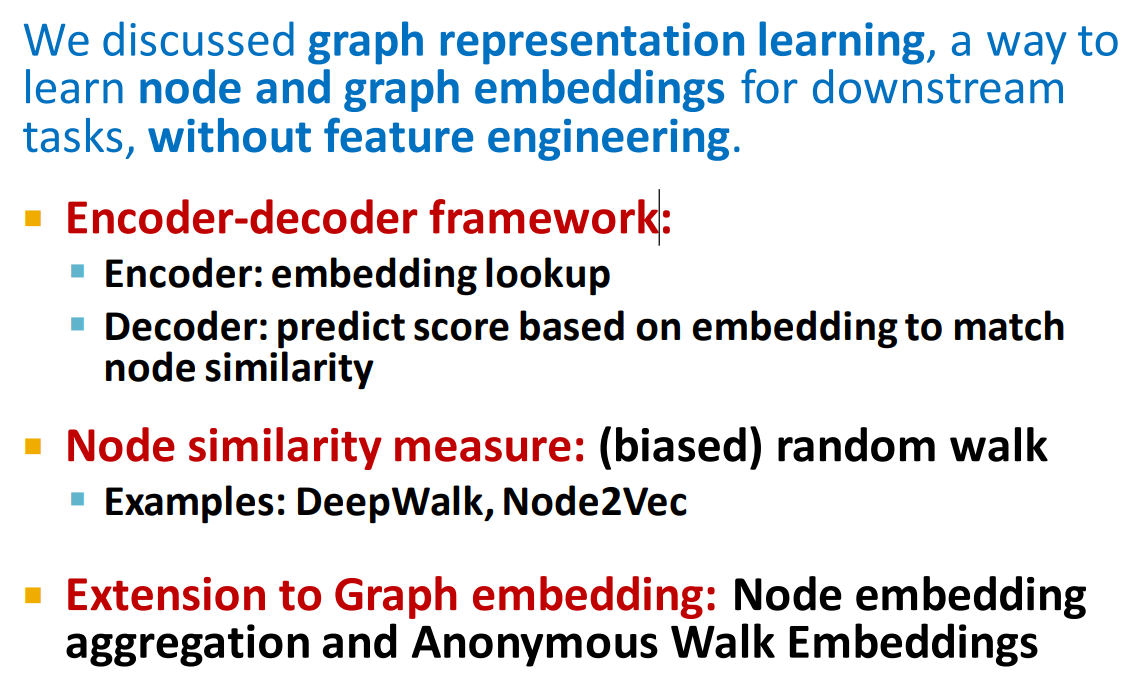 We discussed graph representation learning, a way to
learn node and graph embeddings for downstream
tasks, without feature engineering.
Encoder-decoder framework:
Encoder: embedding lookup
Decoder: predict score based on embedding to match
node similarity
Node similarity measure: (biased) random walk
Examples: DeepWalk, Node2Vec
Extension to Graph embedding: Node embedding
aggregation and Anonymous Walk Embeddings